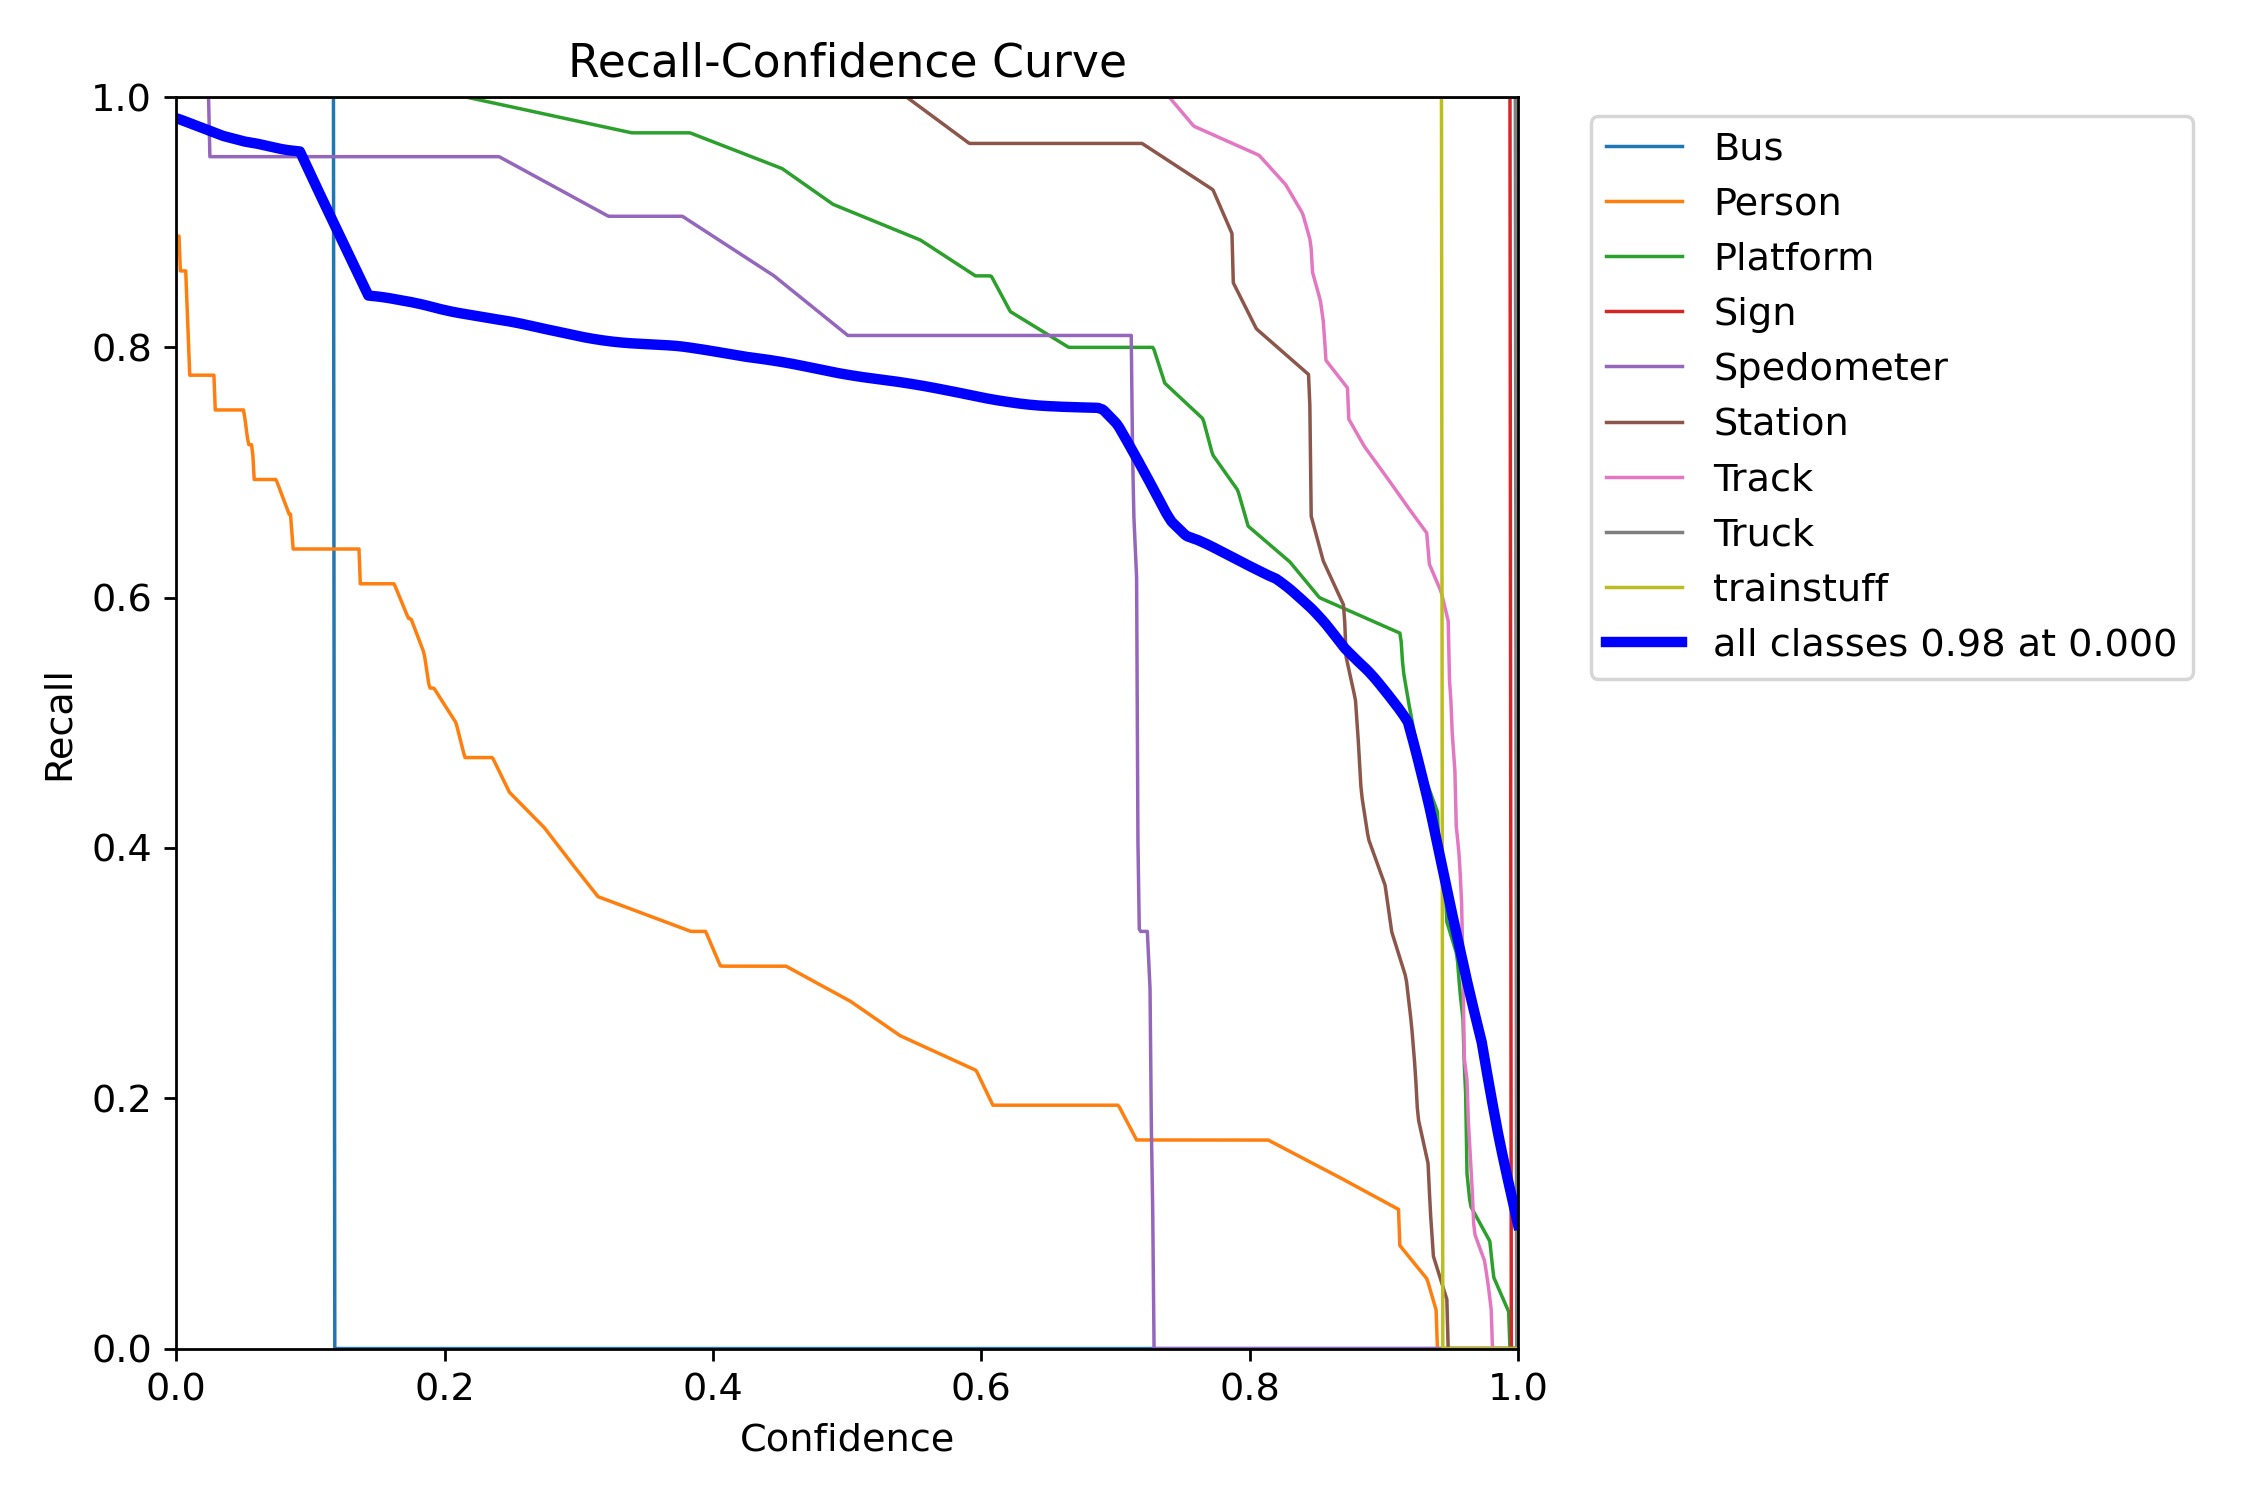 Recall-Confidence Curve
1.0
0.8
0.6
0.4
0.2
0.0
Recall
0.0 0.2 0.4 0.6 0.8 1.0
Confidence
Bus
Person
Platform
Sign
Spedometer
Station
Track
Truck
trainstuff
all classes 0.98 at 0.000